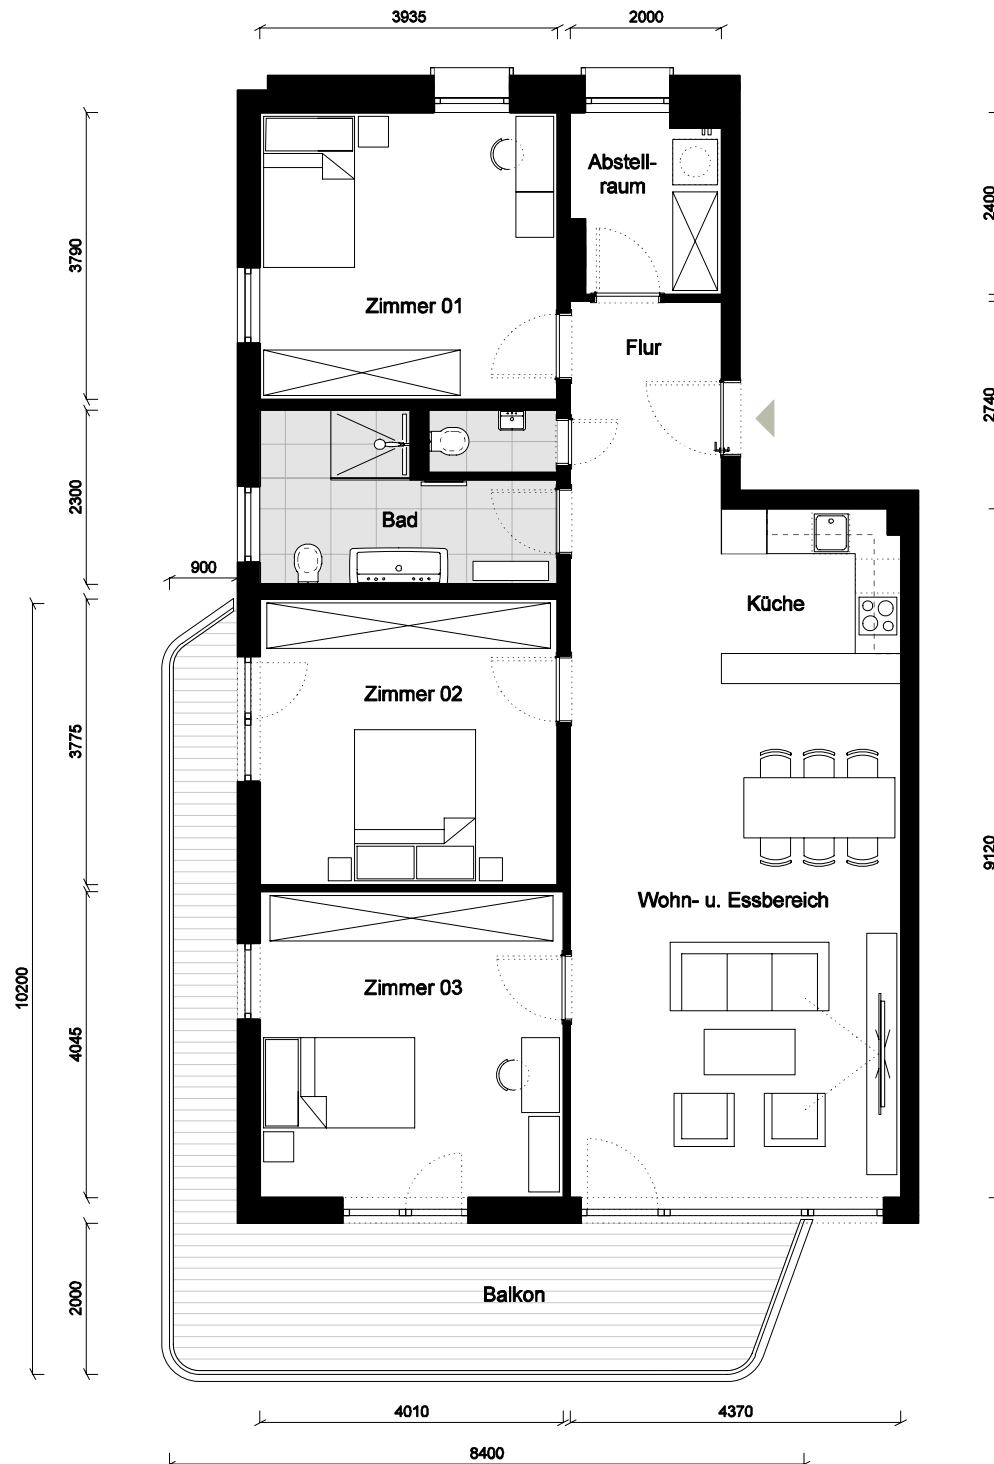 3935
2000
Abstell-
raum
2400
3790
Zimmer 01
Flur
2740
2300
Bad
900
Küche
3775
Zimmer 02
9120
Wohn- u. Essbereich
10200
Zimmer 03
4045
2000
Balkon
4010
4370
8400